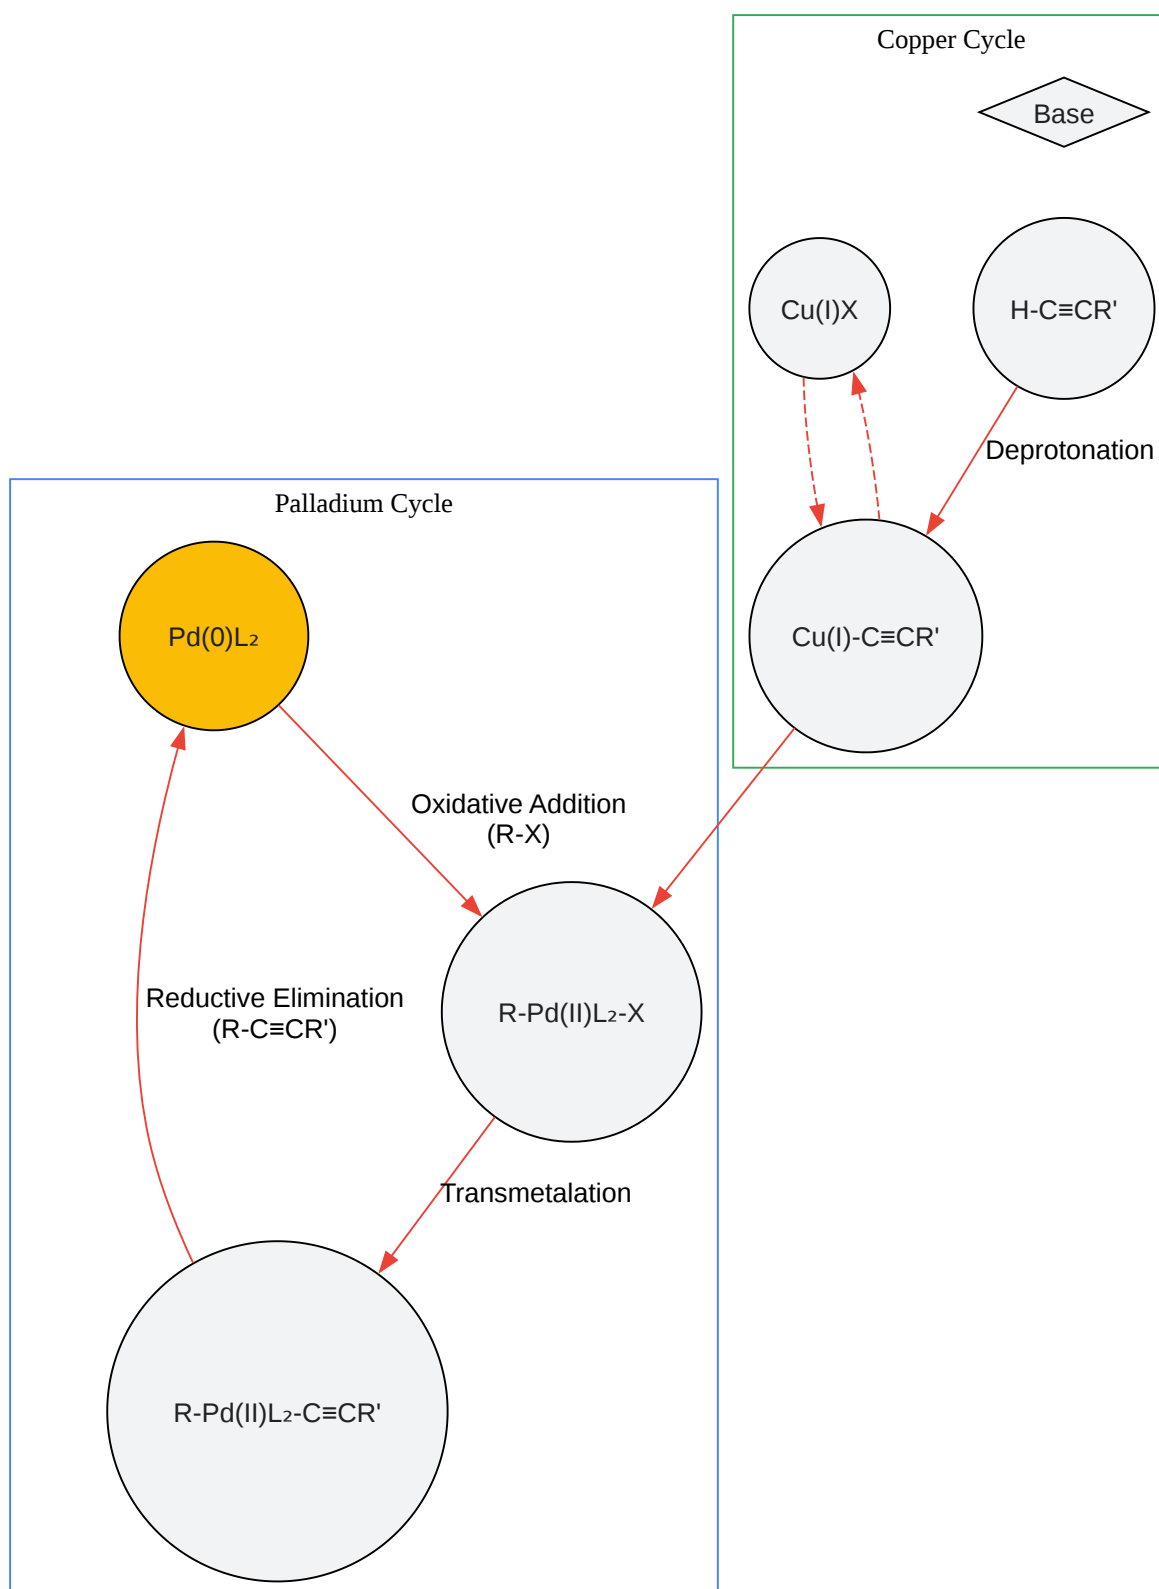 Copper Cycle
Base
Cu(I)X
H-C≡CR'
Deprotonation
Cu(I)-C≡CR'
Palladium Cycle
Pd(0)L₂
Oxidative Addition
(R-X)
Reductive Elimination
(R-C≡CR')
R-Pd(II)L₂-X
Transmetalation
R-Pd(II)L₂-C≡CR'